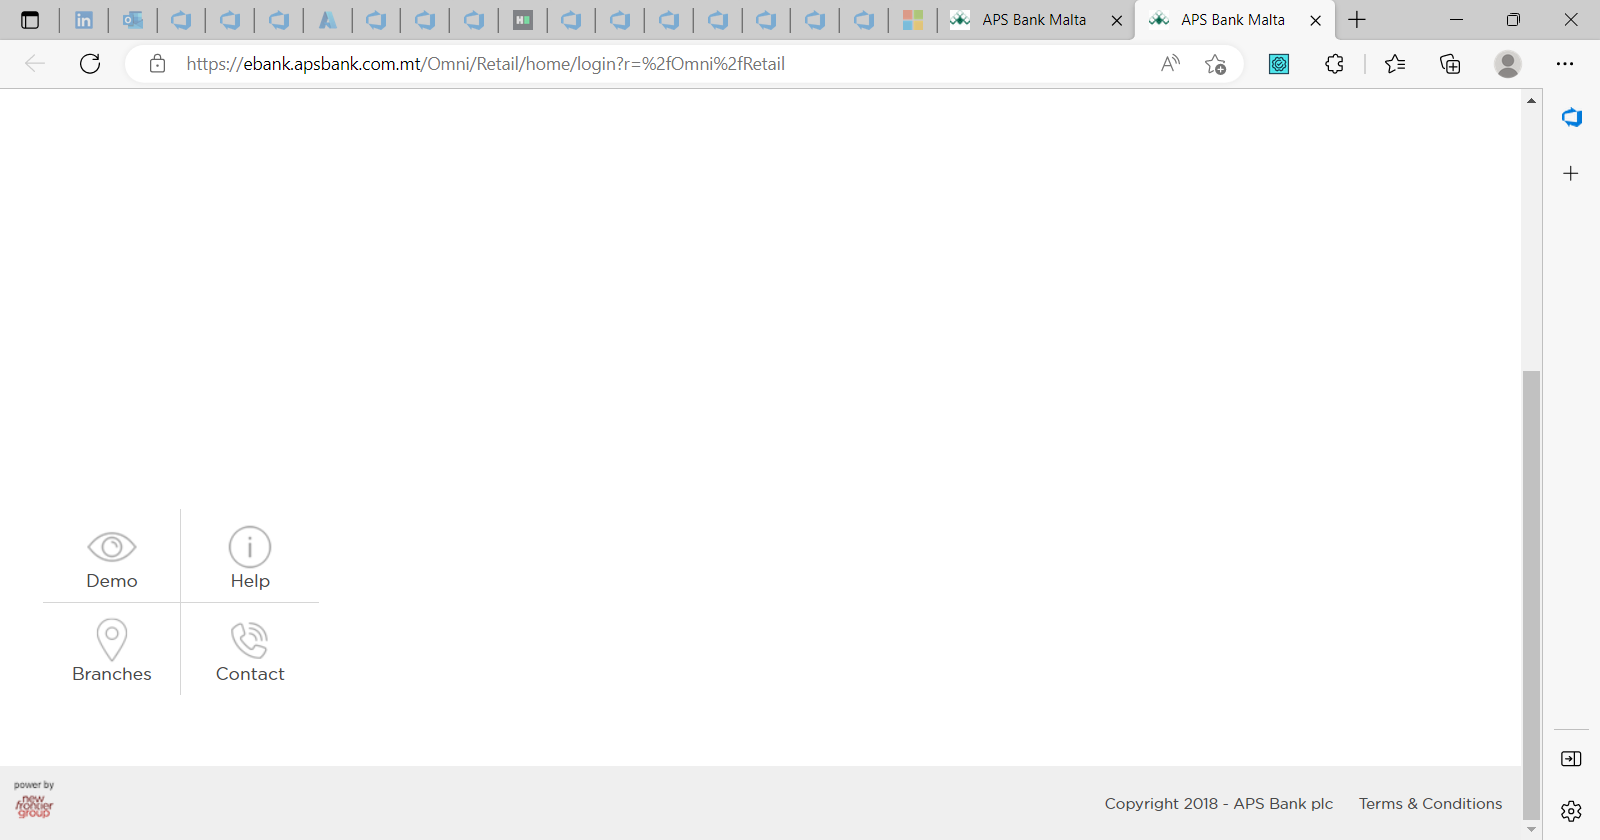 APS Bank Malta
APS Bank Malta
https://ebank.apsbank.com.mt/Omni/Retail/home/login?r=%2fOmni%2fRetail
Demo
Help
Branches
Contact
power by
new
frontier
group
Copyright 2018 - APS Bank plc
Terms & Conditions